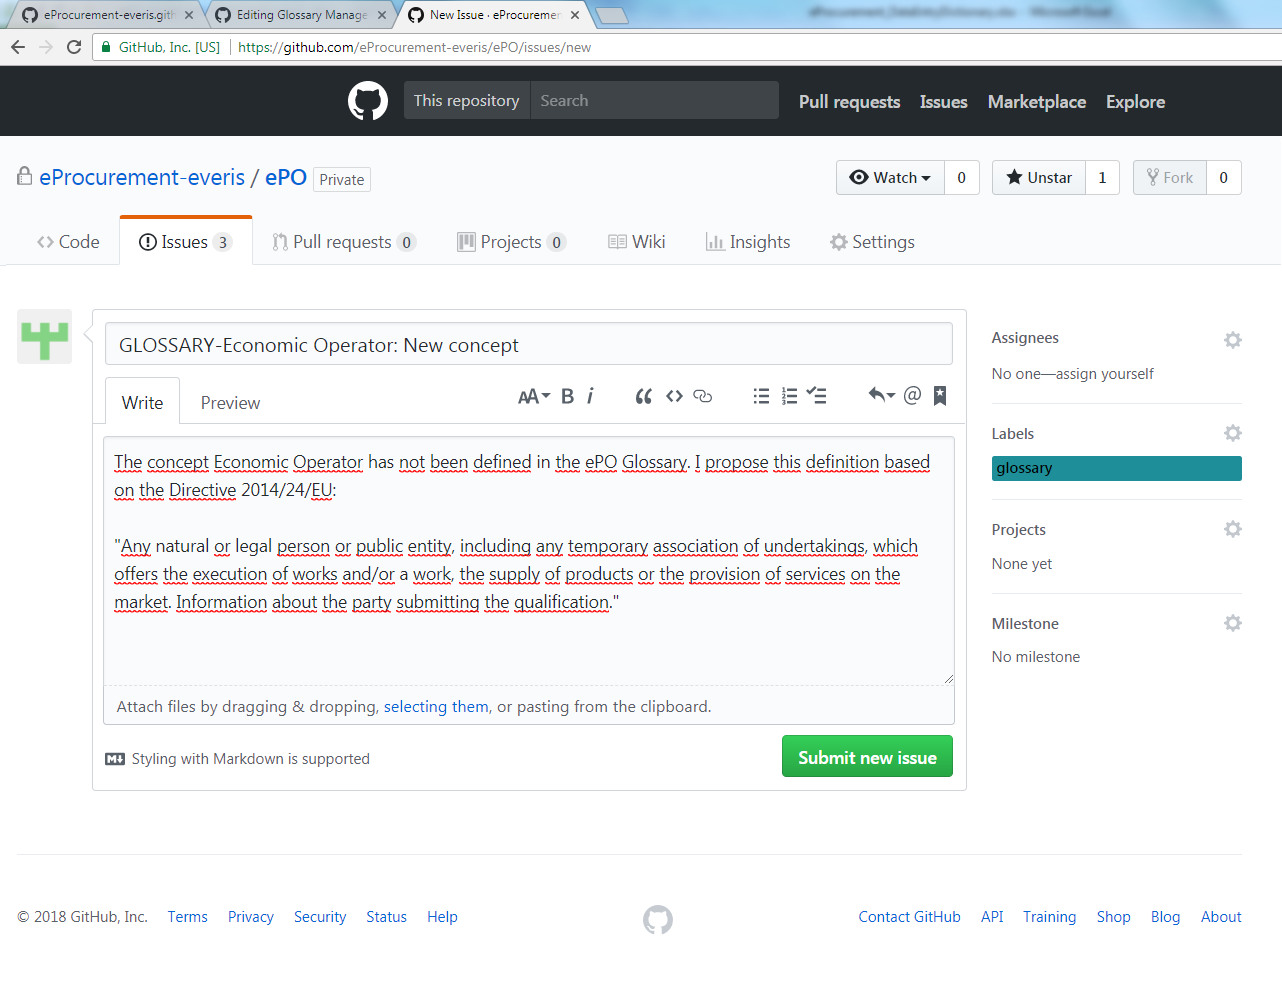 eProcurement-everis.gith
Editing Glossary Manage
New Issue · eProcuremen
eProcurement_DataEntryDictionary.xlsx - Microsoft Excel
GitHub, Inc. [US] https://github.com/eProcurement-everis/ePO/issues/new
This repository Search Pull requests Issues Marketplace Explore
eProcurement-everis / ePO Private
Watch 0 Unstar 1 Fork 0
Code Issues 3 Pull requests 0 Projects 0 Wiki Insights Settings
GLOSSARY-Economic Operator: New concept
Write Preview
AA B i
The concept Economic Operator has not been defined in the ePO Glossary. I propose this definition based
on the Directive 2014/24/EU:
"Any natural or legal person or public entity, including any temporary association of undertakings, which
offers the execution of works and/or a work, the supply of products or the provision of services on the
market. Information about the party submitting the qualification."
Attach files by dragging & dropping, selecting them, or pasting from the clipboard.
Styling with Markdown is supported
Submit new issue
Assignees
No one—assign yourself
Labels
glossary
Projects
None yet
Milestone
No milestone
© 2018 GitHub, Inc. Terms Privacy Security Status Help
Contact GitHub API Training Shop Blog About